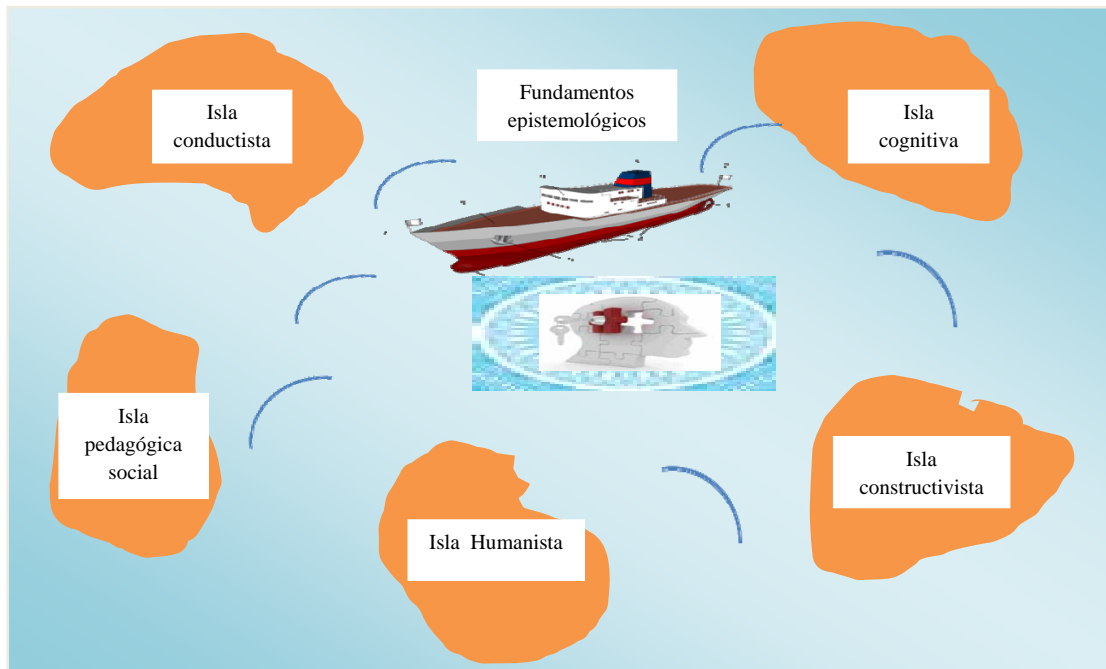 Isla
conductista
Fundamentos
epistemológicos
Isla
cognitiva
Isla
pedagógica
social
Isla Humanista
Isla
constructivista